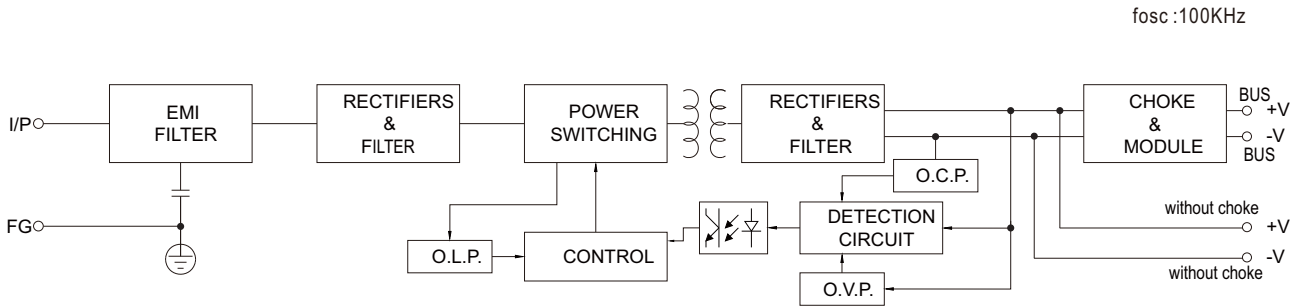 fosc :100KHz
I/P
EMI
FILTER
RECTIFIERS
&
FILTER
POWER
SWITCHING
RECTIFIERS
&
FILTER
CHOKE
&
MODULE
BUS
+V
-V
BUS
O.C.P.
FG
O.L.P.
CONTROL
DETECTION
CIRCUIT
O.V.P.
without choke
+V
-V
without choke